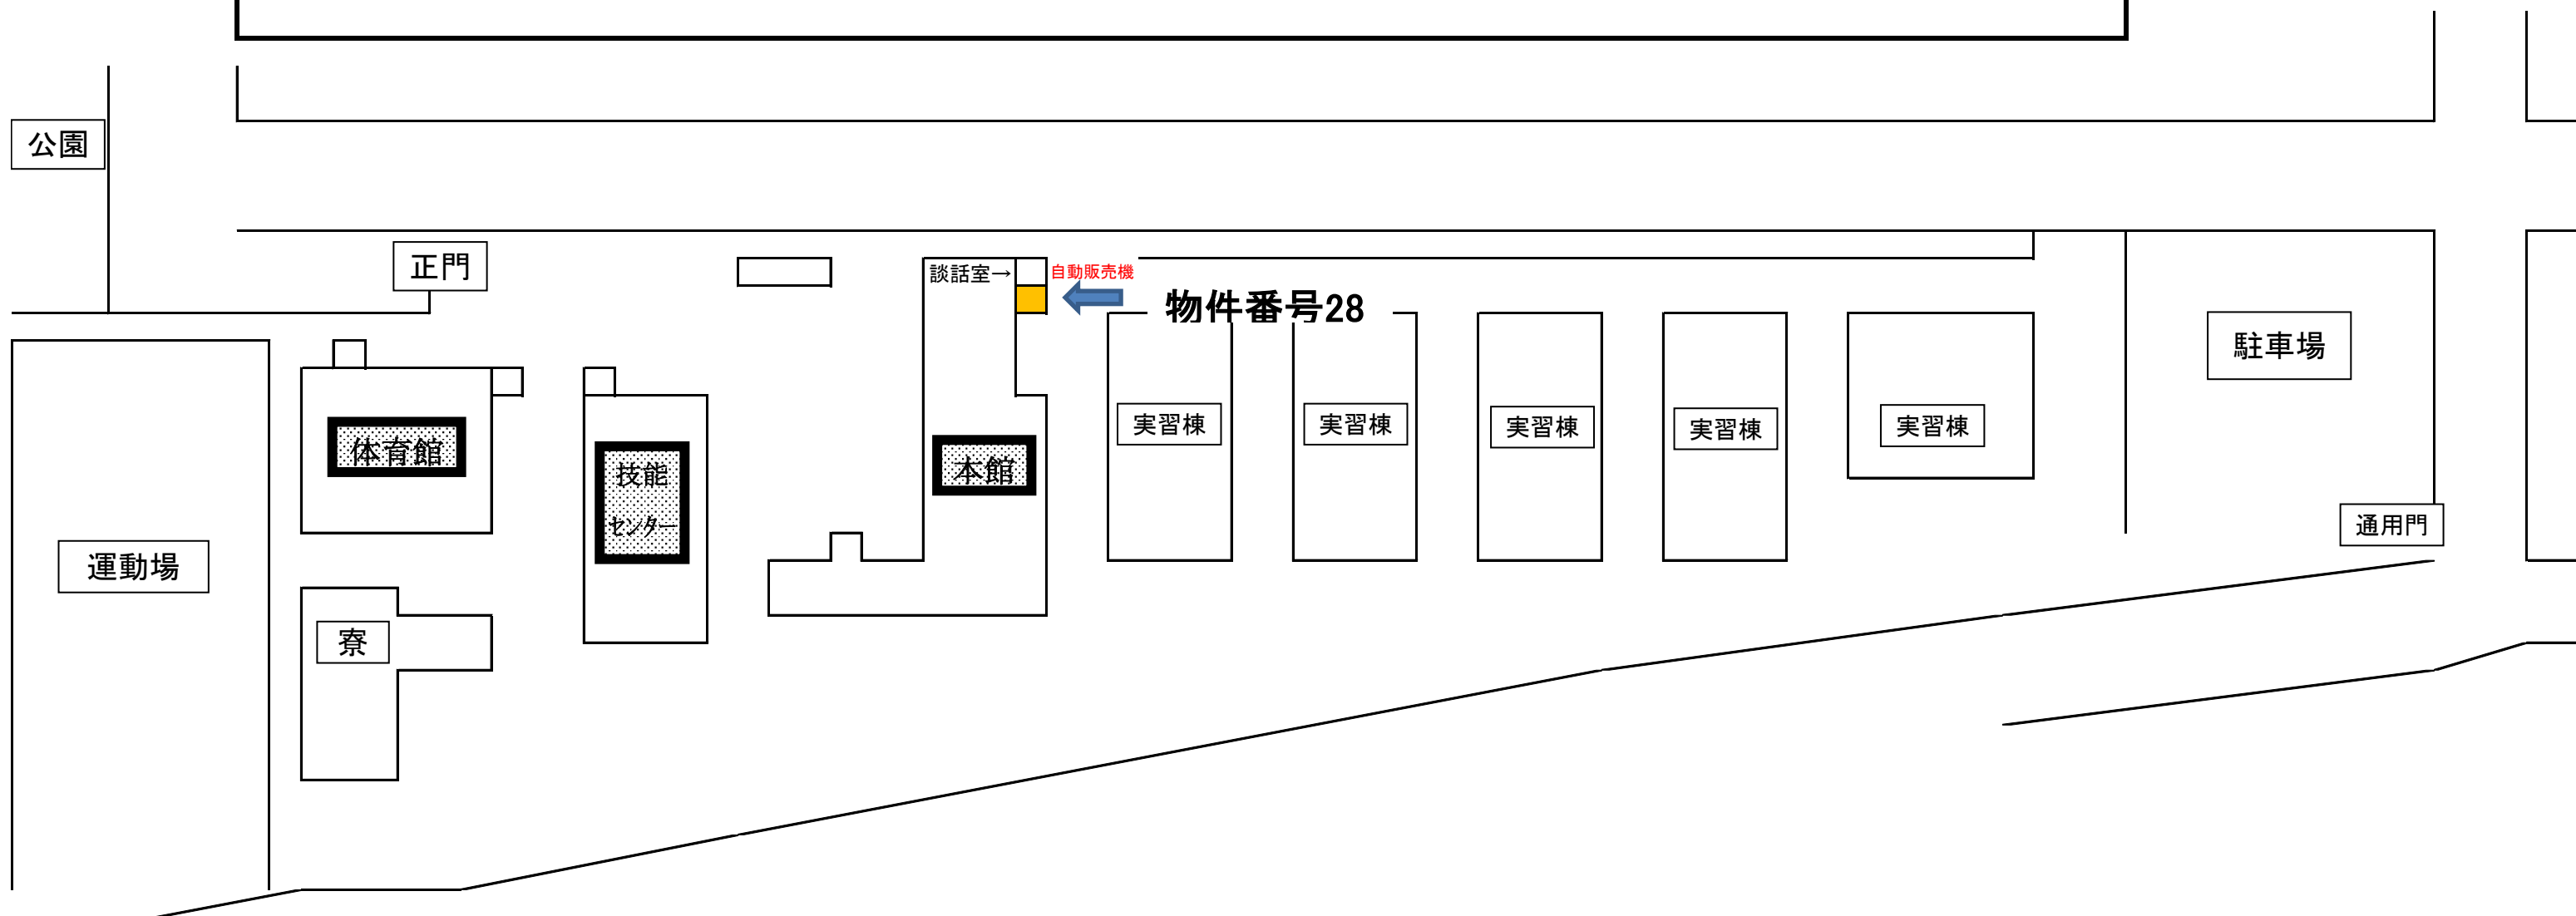 公園
正門
談話室→
自動販売機
物件番号28
駐車場
実習棟
実習棟
実習棟
実習棟
実習棟
体育館
技能
センター
本館
通用門
運動場
寮